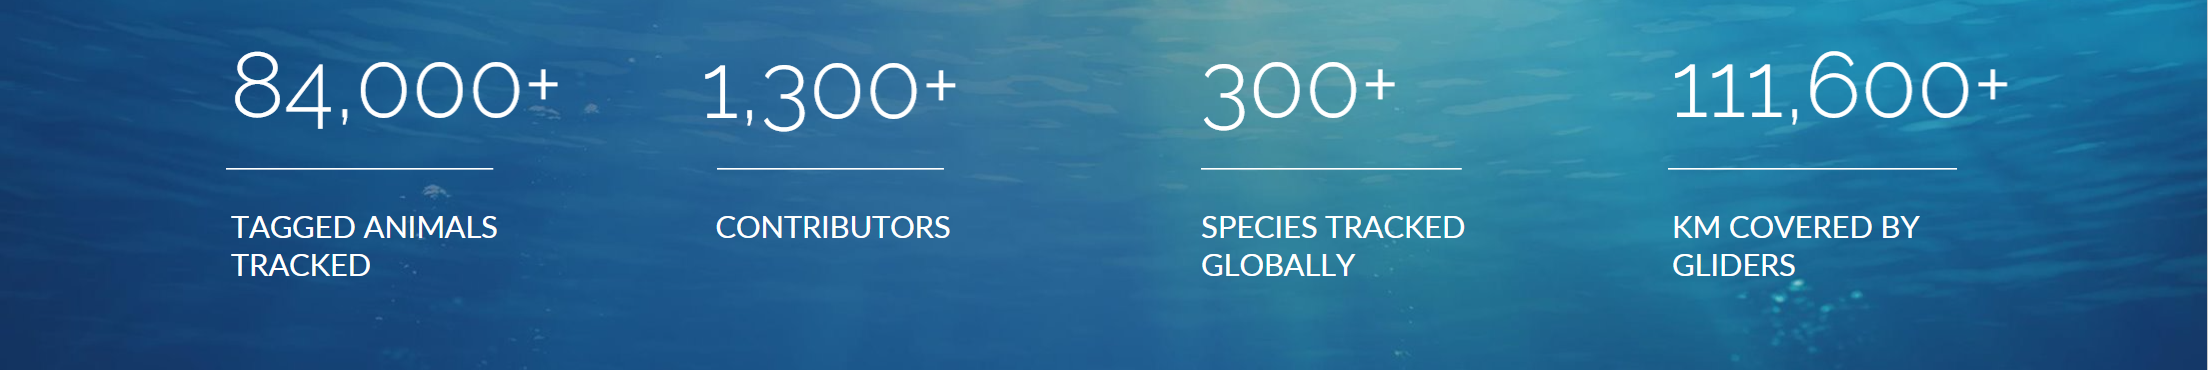 84,000+
TAGGED ANIMALS
TRACKED
1,300+
CONTRIBUTORS
300+
SPECIES TRACKED
GLOBALLY
111,600+
KM COVERED BY
GLIDERS